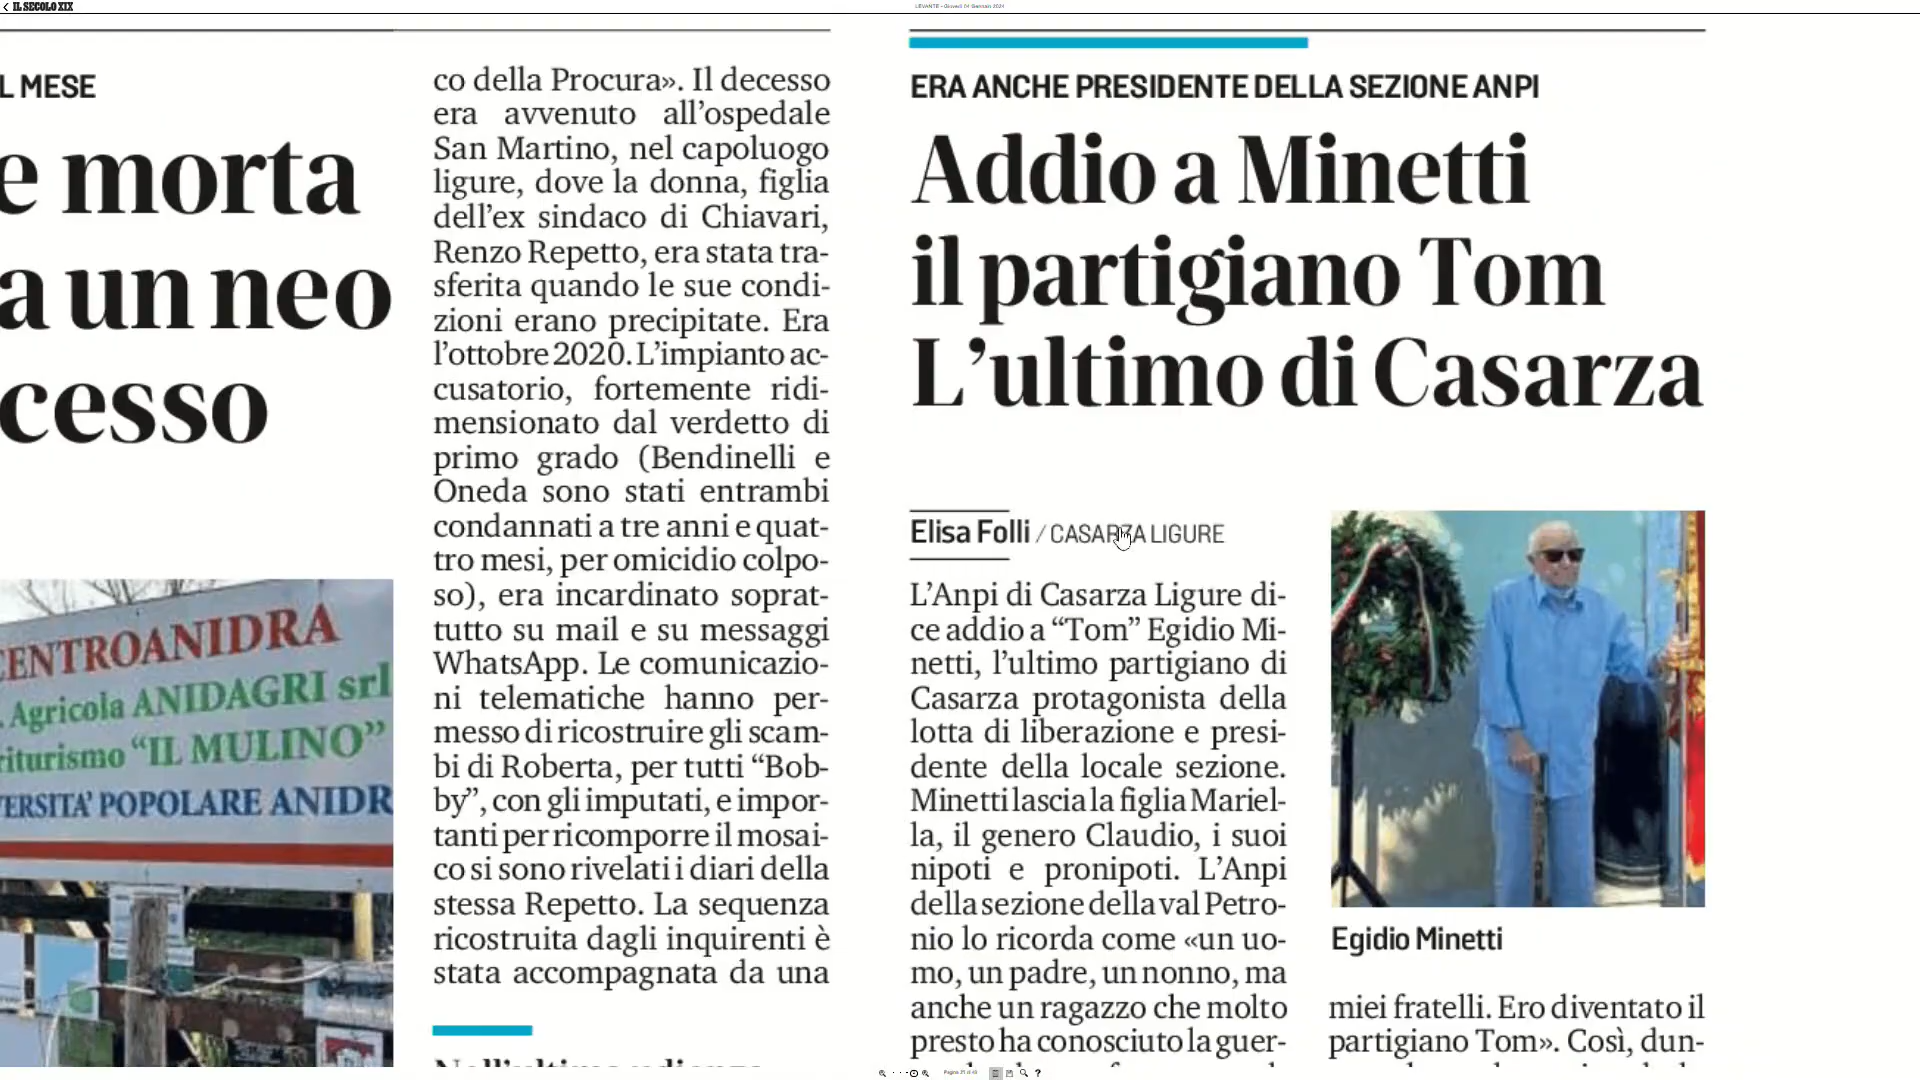 IL SECOLO XIX
LEVANTE - Giovedì 04 Gennaio 2024
L MESE
e morta
a un neo
cesso
CENTROANIDRA
. Agricola ANIDAGRI srl
riturismo “IL MULINO”
VERSITA’ POPOLARE ANIDR
co della Procura». Il decesso
era avvenuto all’ospedale
San Martino, nel capoluogo
ligure, dove la donna, figlia
dell’ex sindaco di Chiavari,
Renzo Repetto, era stata tra-
sferita quando le sue condi-
zioni erano precipitate. Era
l’ottobre 2020. L’impianto ac-
cusatorio, fortemente ridi-
mensionato dal verdetto di
primo grado (Bendinelli e
Oneda sono stati entrambi
condannati a tre anni e quat-
tro mesi, per omicidio colpo-
so), era incardinato soprat-
tutto su mail e su messaggi
WhatsApp. Le comunicazio-
ni telematiche hanno per-
messo di ricostruire gli scam-
bi di Roberta, per tutti “Bob-
by”, con gli imputati, e impor-
tanti per ricomporre il mosai-
co si sono rivelati i diari della
stessa Repetto. La sequenza
ricostruita dagli inquirenti è
stata accompagnata da una
ERA ANCHE PRESIDENTE DELLA SEZIONE ANPI
Addio a Minetti
il partigiano Tom
L’ultimo di Casarza
Elisa Folli / CASARZA LIGURE
L’Anpi di Casarza Ligure di-
ce addio a “Tom” Egidio Mi-
netti, l’ultimo partigiano di
Casarza protagonista della
lotta di liberazione e presi-
dente della locale sezione.
Minetti lascia la figlia Mariel-
la, il genero Claudio, i suoi
nipoti e pronipoti. L’Anpi
della sezione della val Petro-
nio lo ricorda come «un uo-
mo, un padre, un nonno, ma
anche un ragazzo che molto
presto ha conosciuto la guer-
Egidio Minetti
miei fratelli. Ero diventato il
partigiano Tom». Così, dun-